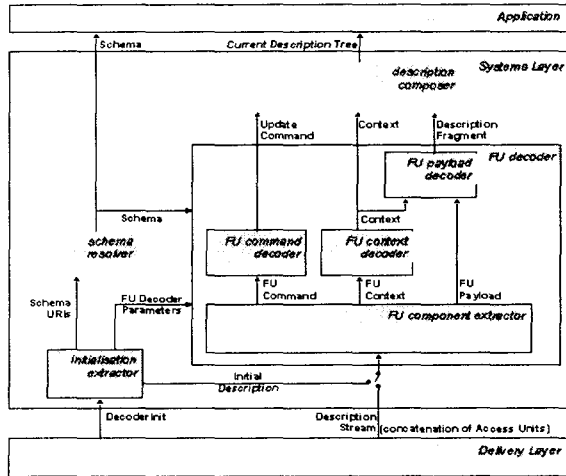 Application
Schema
Current Description Tree
Systems Layer
description
composer
Update
Command
Context
Description
Fragment
FU payload
decoder
FU decoder
Schema
Context
schema
resolver
FU command
decoder
FU context
decoder
Schema
URIs
FU Decoder
Parameters
FU
Command
FU
Context
FU
Payload
FU component extractor
Initialisation
extractor
Initial
Description
DecoderInit
Description
Stream (concatenation of Access Units)
Delivery Layer